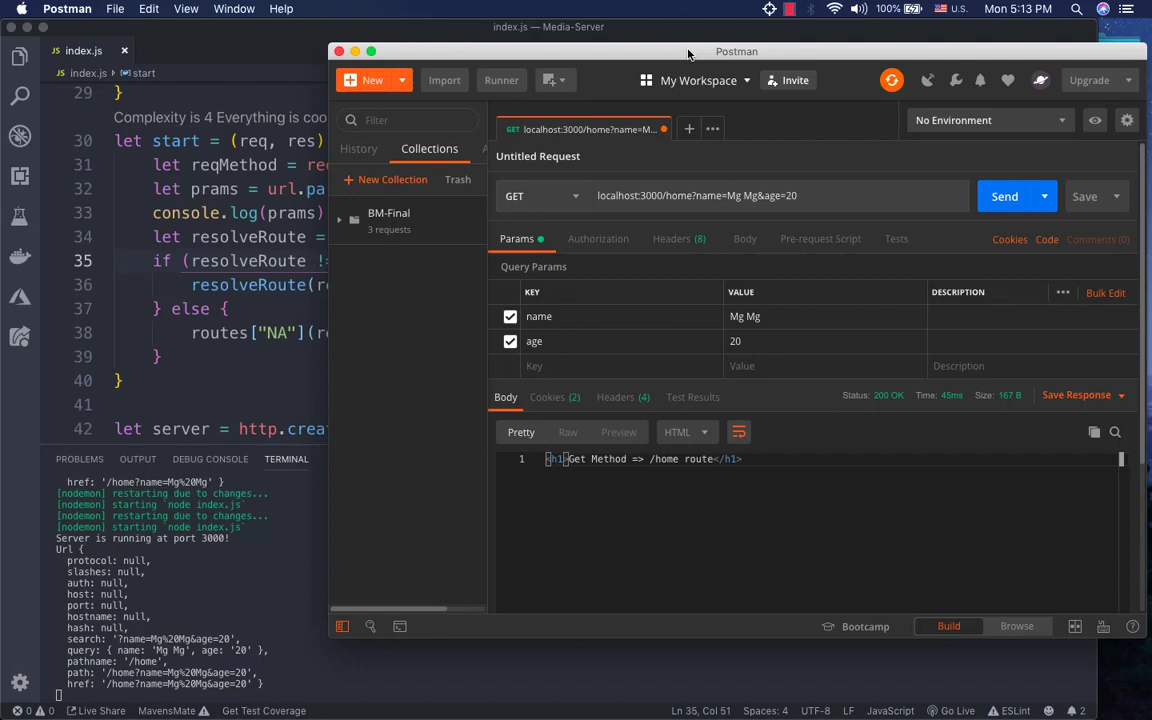 Postman File Edit View Window Help 100% U.S. Mon 5:13 PM
index.js — Media-Server
index.js
index.js start
29 }
Complexity is 4 Everything is coo
30 let start = (req, res)
31 let reqMethod = re
32 let prams = url.pa
33 console.log(prams)
34 let resolveRoute =
35 if (resolveRoute !
36 resolveRoute(r
37 } else {
38 routes["NA"](r
39 }
40 }
41
42 let server = http.crea
PROBLEMS OUTPUT DEBUG CONSOLE TERMINAL
href: '/home?name=Mg%20Mg' }
[nodemon] restarting due to changes...
[nodemon] starting `node index.js`
[nodemon] restarting due to changes...
[nodemon] starting `node index.js`
Server is running at port 3000!
Url {
protocol: null,
slashes: null,
auth: null,
host: null,
port: null,
hostname: null,
hash: null,
search: '?name=Mg%20Mg&age=20',
query: { name: 'Mg Mg', age: '20' },
pathname: '/home',
path: '/home?name=Mg%20Mg&age=20',
href: '/home?name=Mg%20Mg&age=20' }
0 0 Live Share MavensMate Get Test Coverage Ln 35, Col 51 Spaces: 4 UTF-8 LF JavaScript Go Live ESLint 2
Postman
New Import Runner My Workspace Invite Upgrade
Filter
History Collections
New Collection Trash
BM-Final
3 requests
GET localhost:3000/home?name=M...
No Environment
Untitled Request
GET localhost:3000/home?name=Mg Mg&age=20 Send Save
Params Authorization Headers (8) Body Pre-request Script Tests Cookies Code Comments (0)
Query Params
KEY VALUE DESCRIPTION Bulk Edit
name Mg Mg
age 20
Key Value Description
Body Cookies (2) Headers (4) Test Results Status: 200 OK Time: 45ms Size: 167 B Save Response
Pretty Raw Preview HTML
1 <h1>Get Method => /home route</h1>
Bootcamp Build Browse